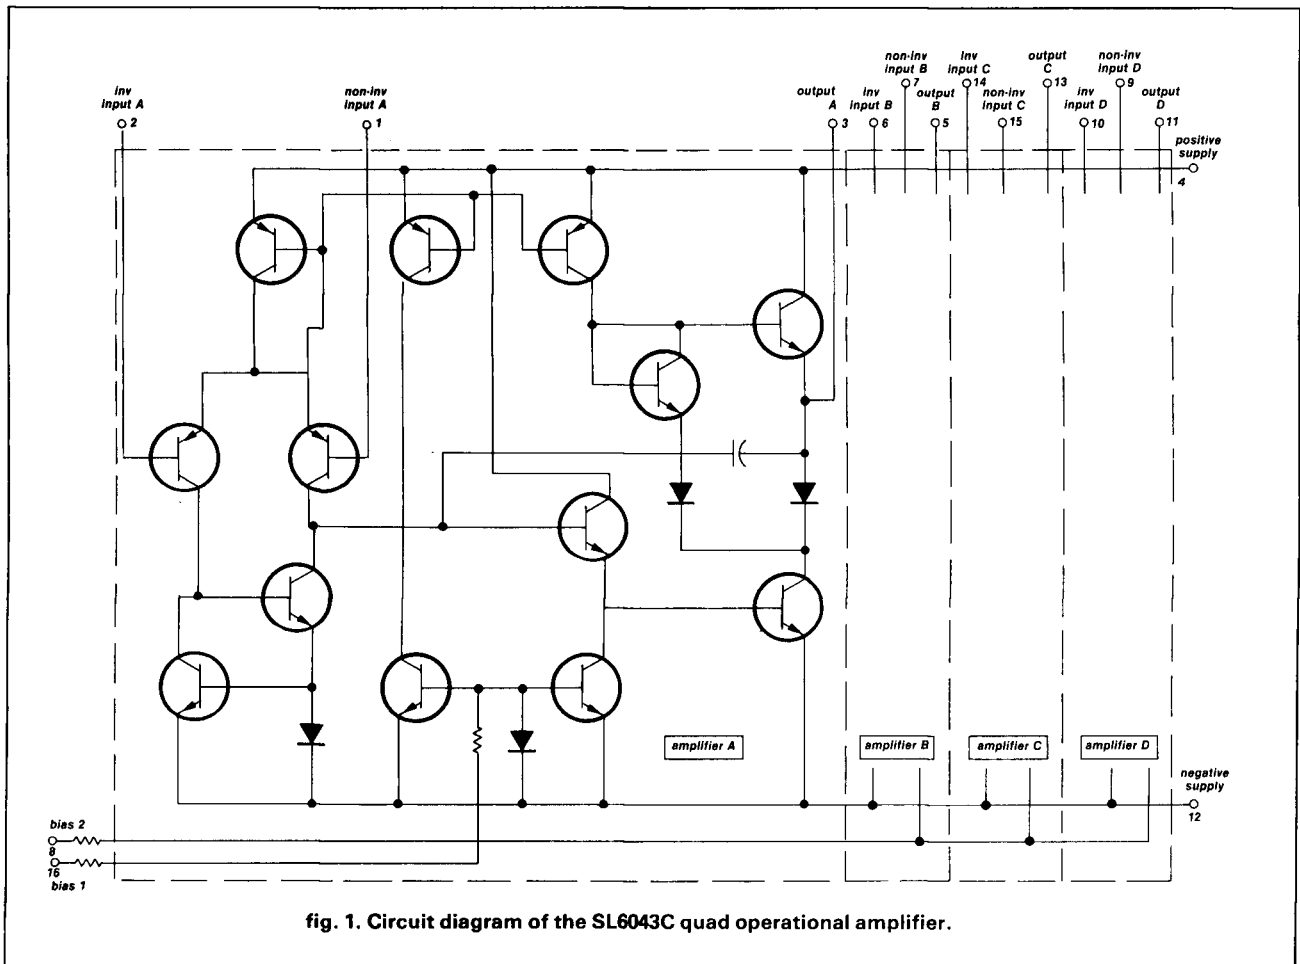 inv
input A
2
non-inv
input A
1
output
A
3
inv
input B
6
non-inv
input B
7
output
B
5
inv
input C
14
non-inv
input C
15
output
C
13
inv
input D
10
non-inv
input D
9
output
D
11
positive
supply
4
amplifier A
amplifier B
amplifier C
amplifier D
negative
supply
12
bias 2
8
16
bias 1
fig. 1. Circuit diagram of the SL6043C quad operational amplifier.